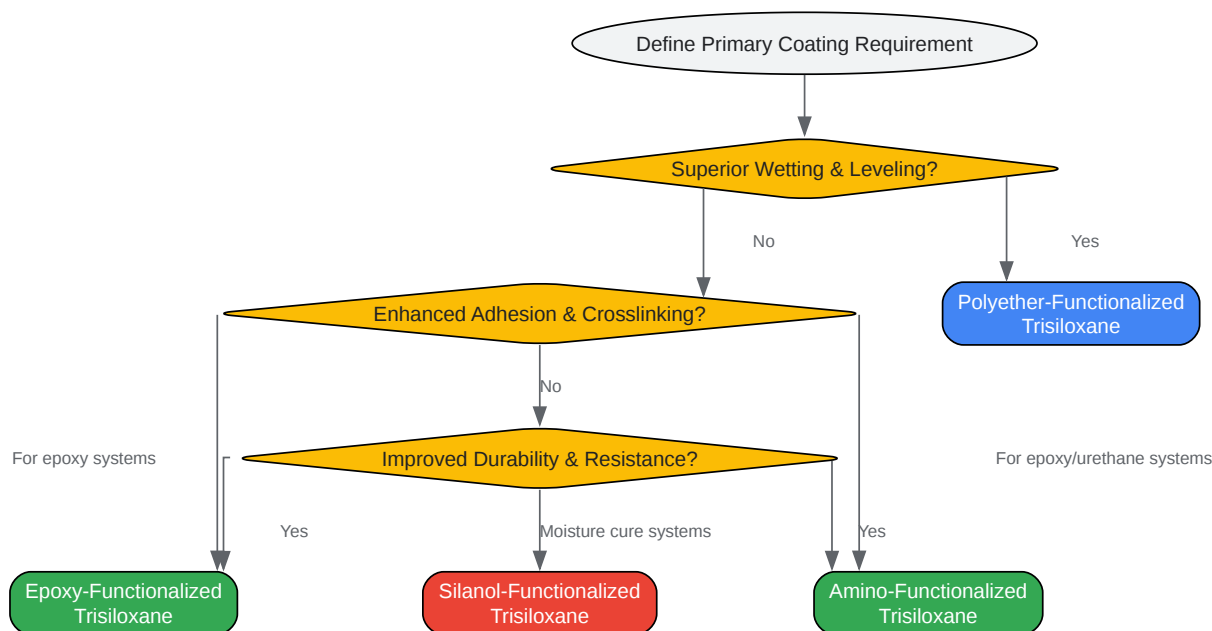 Define Primary Coating Requirement
Superior Wetting & Leveling?
No
Yes
Polyether-Functionalized
Trisiloxane
Enhanced Adhesion & Crosslinking?
No
For epoxy systems
Improved Durability & Resistance?
For epoxy/urethane systems
Yes
Moisture cure systems
Yes
Epoxy-Functionalized
Trisiloxane
Silanol-Functionalized
Trisiloxane
Amino-Functionalized
Trisiloxane